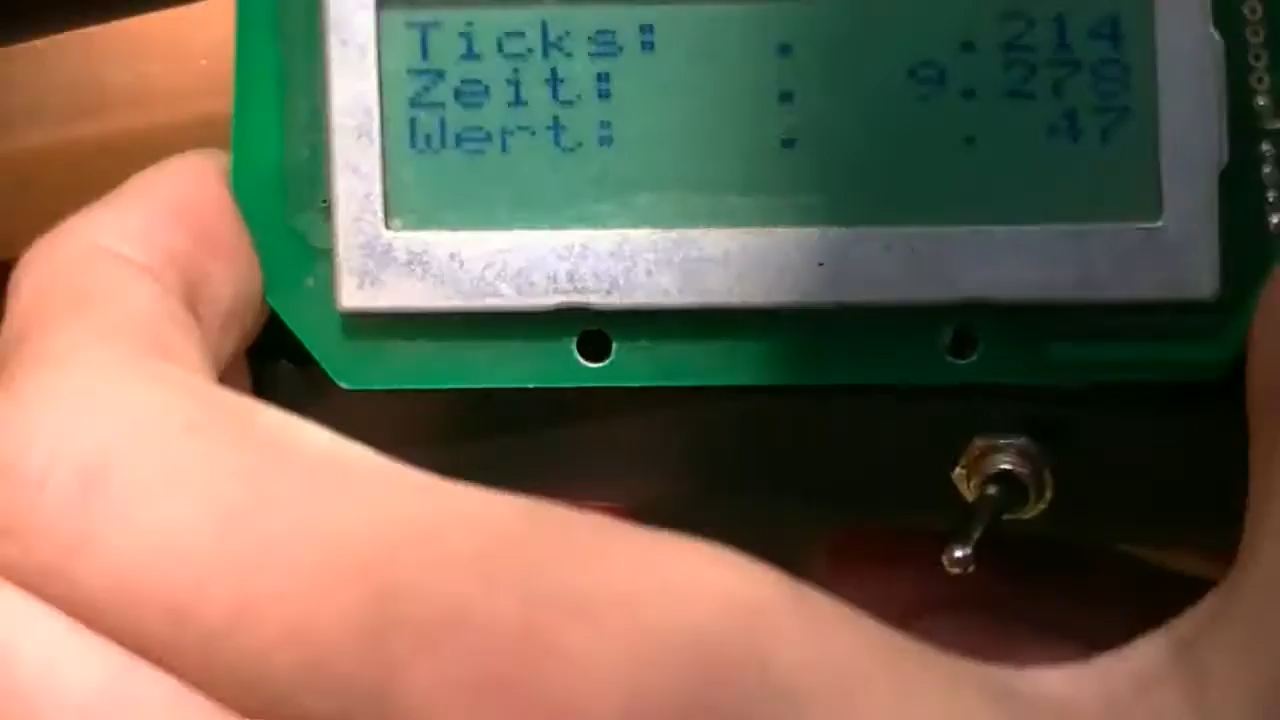 Ticks: . .214
Zeit: . 9.278
Wert: . . 47